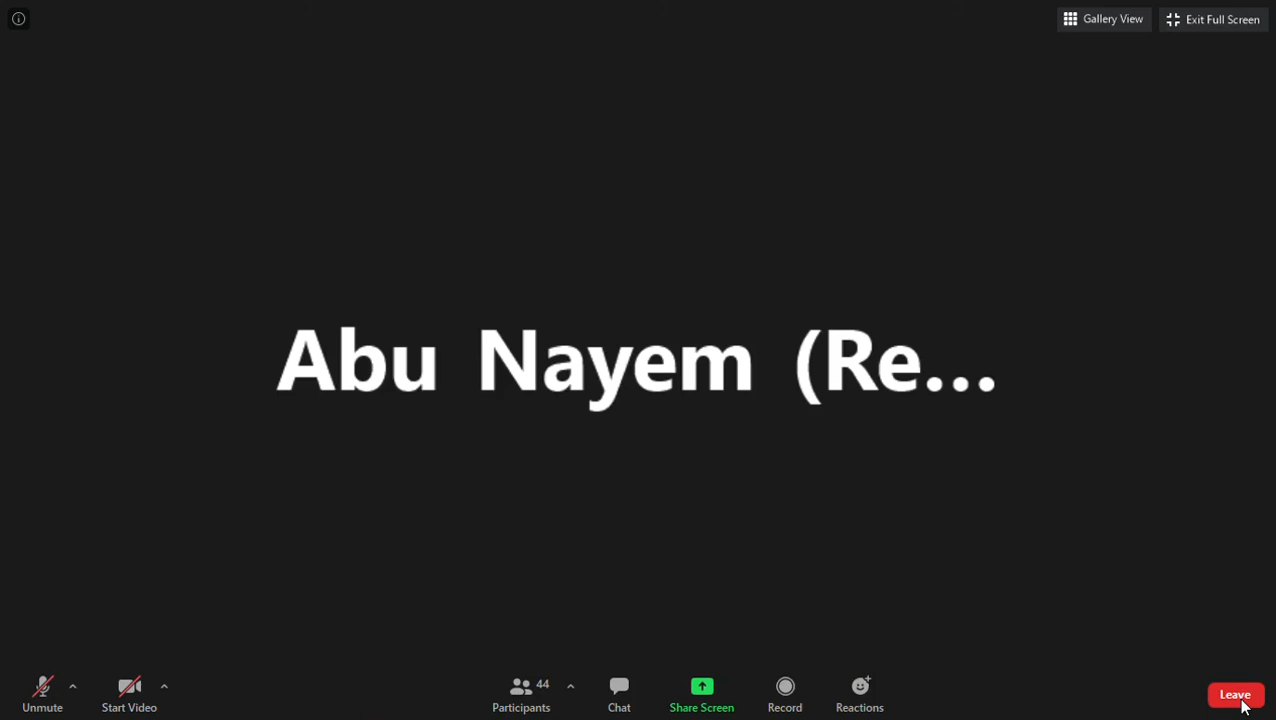 Gallery View
Exit Full Screen
Abu Nayem (Re...
Unmute
Start Video
44
Participants
Chat
Share Screen
Record
Reactions
Leave